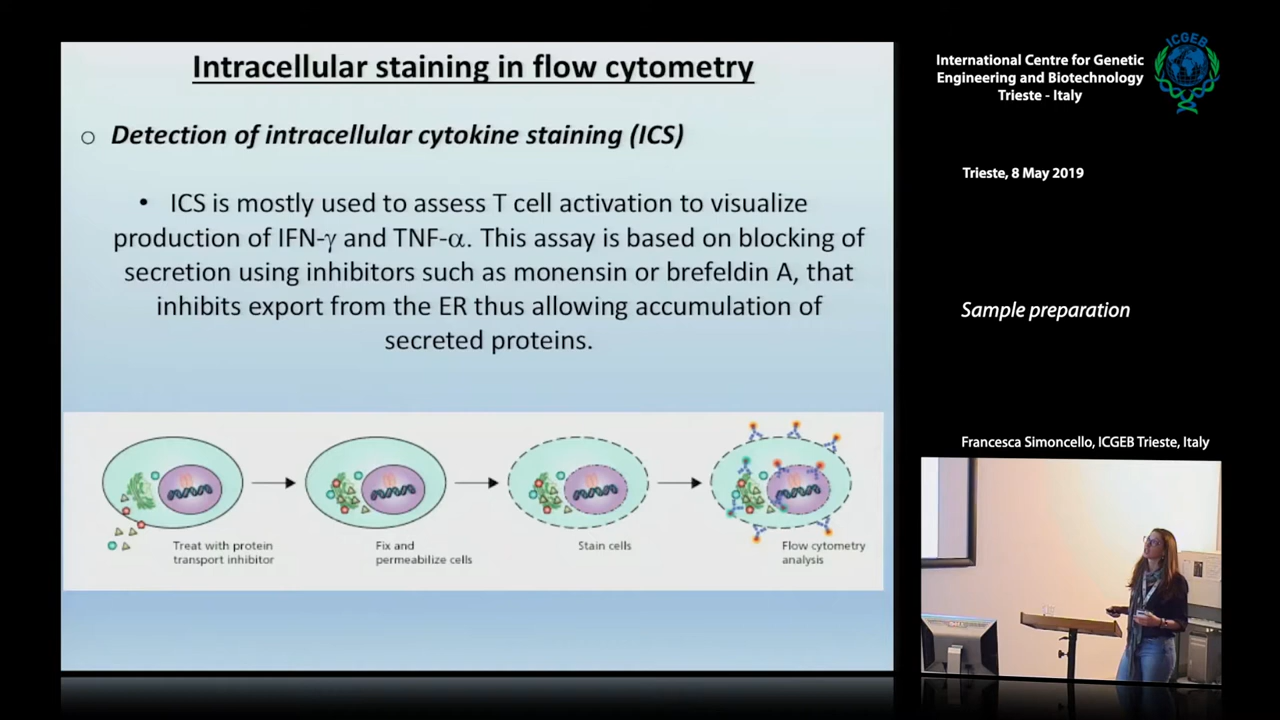 Intracellular staining in flow cytometry
Detection of intracellular cytokine staining (ICS)
• ICS is mostly used to assess T cell activation to visualize
production of IFN-γ and TNF-α. This assay is based on blocking of
secretion using inhibitors such as monensin or brefeldin A, that
inhibits export from the ER thus allowing accumulation of
secreted proteins.
Treat with protein
transport inhibitor
Fix and
permeabilize cells
Stain cells
Flow cytometry
analysis
International Centre for Genetic
Engineering and Biotechnology
Trieste - Italy
ICGEB
Trieste, 8 May 2019
Sample preparation
Francesca Simoncello, ICGEB Trieste, Italy